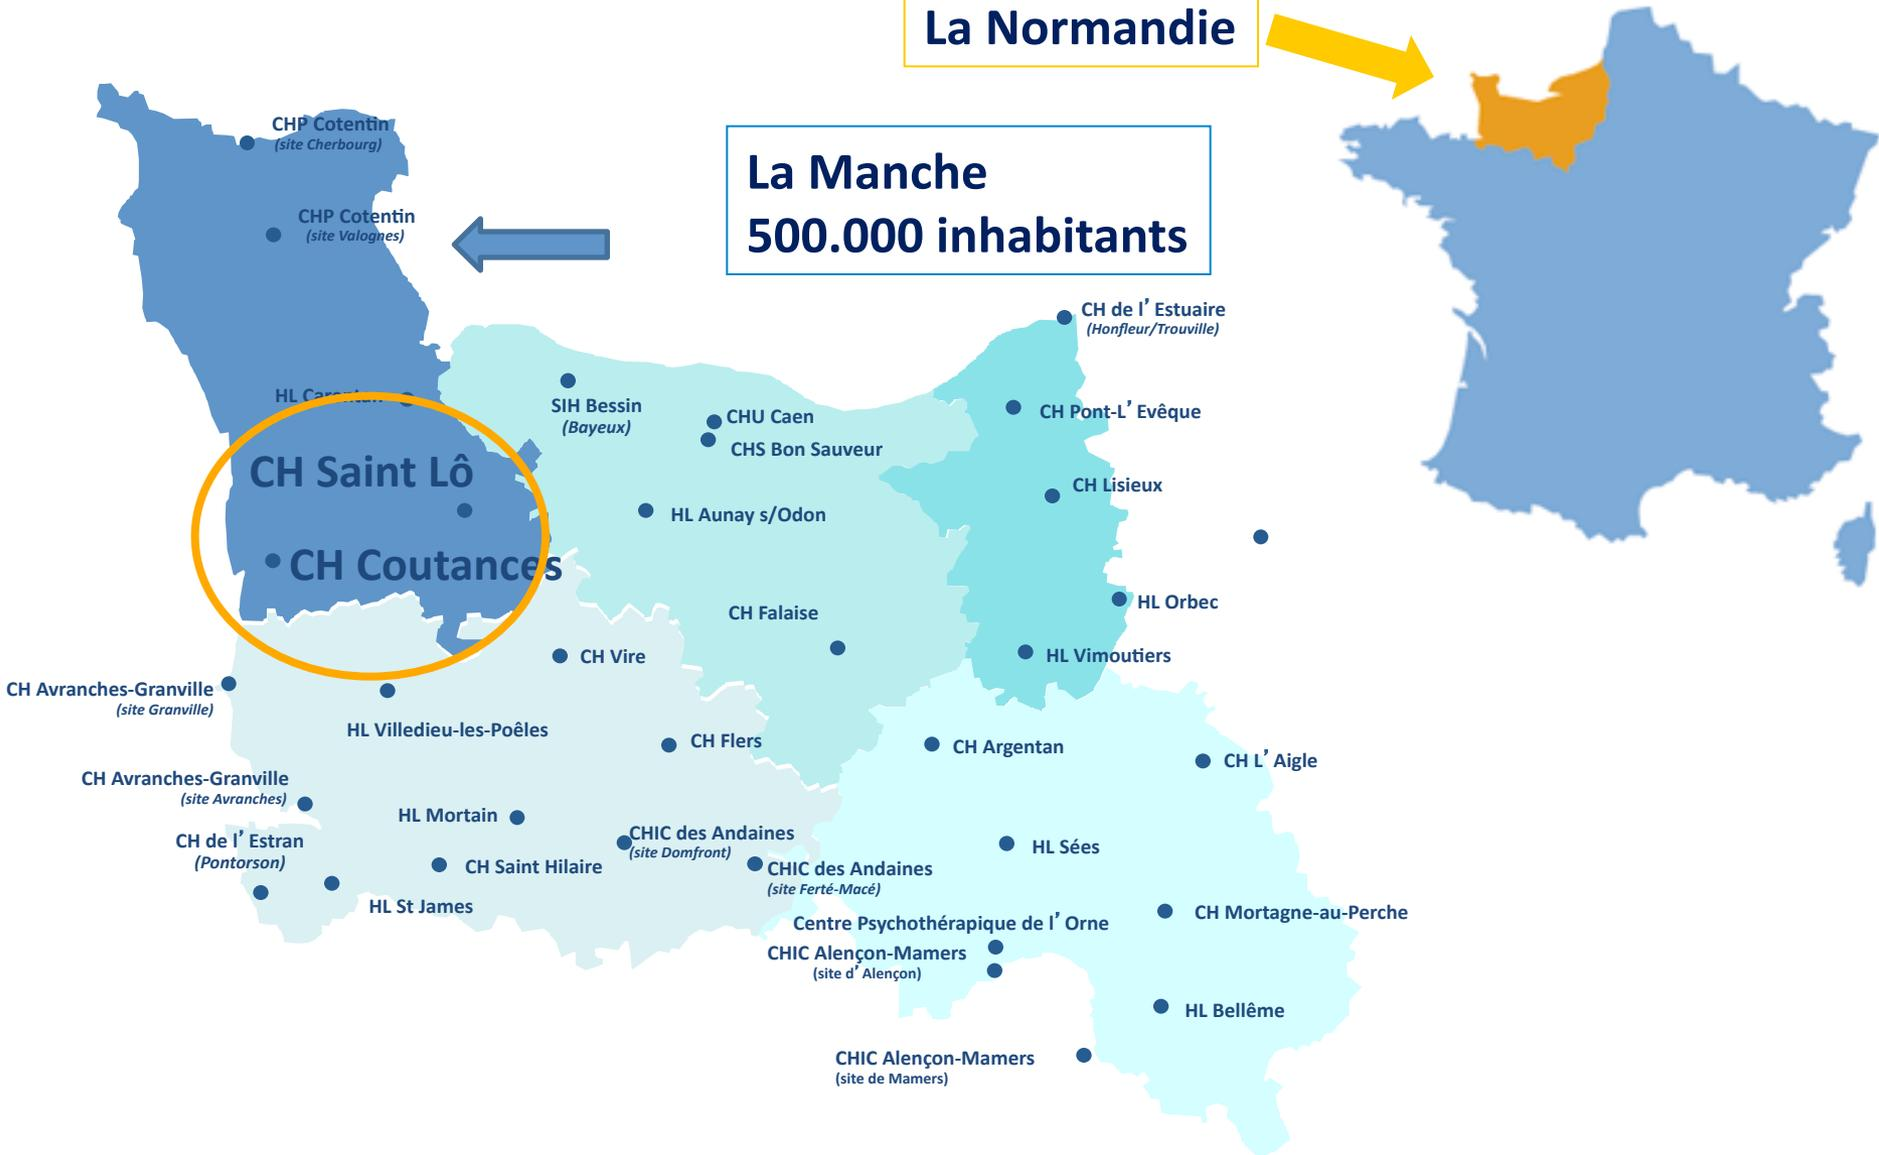 La Normandie
CHP Cotentin
(site Cherbourg)
La Manche
500.000 inhabitants
CHP Cotentin
(site Valognes)
CH de l’ Estuaire
(Honfleur/Trouville)
HL Carentan
SIH Bessin
(Bayeux)
CHU Caen
CHS Bon Sauveur
CH Pont-L’ Evêque
CH Saint Lô
CH Lisieux
HL Aunay s/Odon
CH Coutances
CH Falaise
HL Orbec
CH Vire
HL Vimoutiers
CH Avranches-Granville
(site Granville)
HL Villedieu-les-Poêles
CH Flers
CH Argentan
CH L’ Aigle
CH Avranches-Granville
(site Avranches)
HL Mortain
CH de l’ Estran
(Pontorson)
CHIC des Andaines
(site Domfront)
HL Sées
CH Saint Hilaire
CHIC des Andaines
(site Ferté-Macé)
HL St James
CH Mortagne-au-Perche
Centre Psychothérapique de l’ Orne
CHIC Alençon-Mamers
(site d’ Alençon)
HL Bellême
CHIC Alençon-Mamers
(site de Mamers)